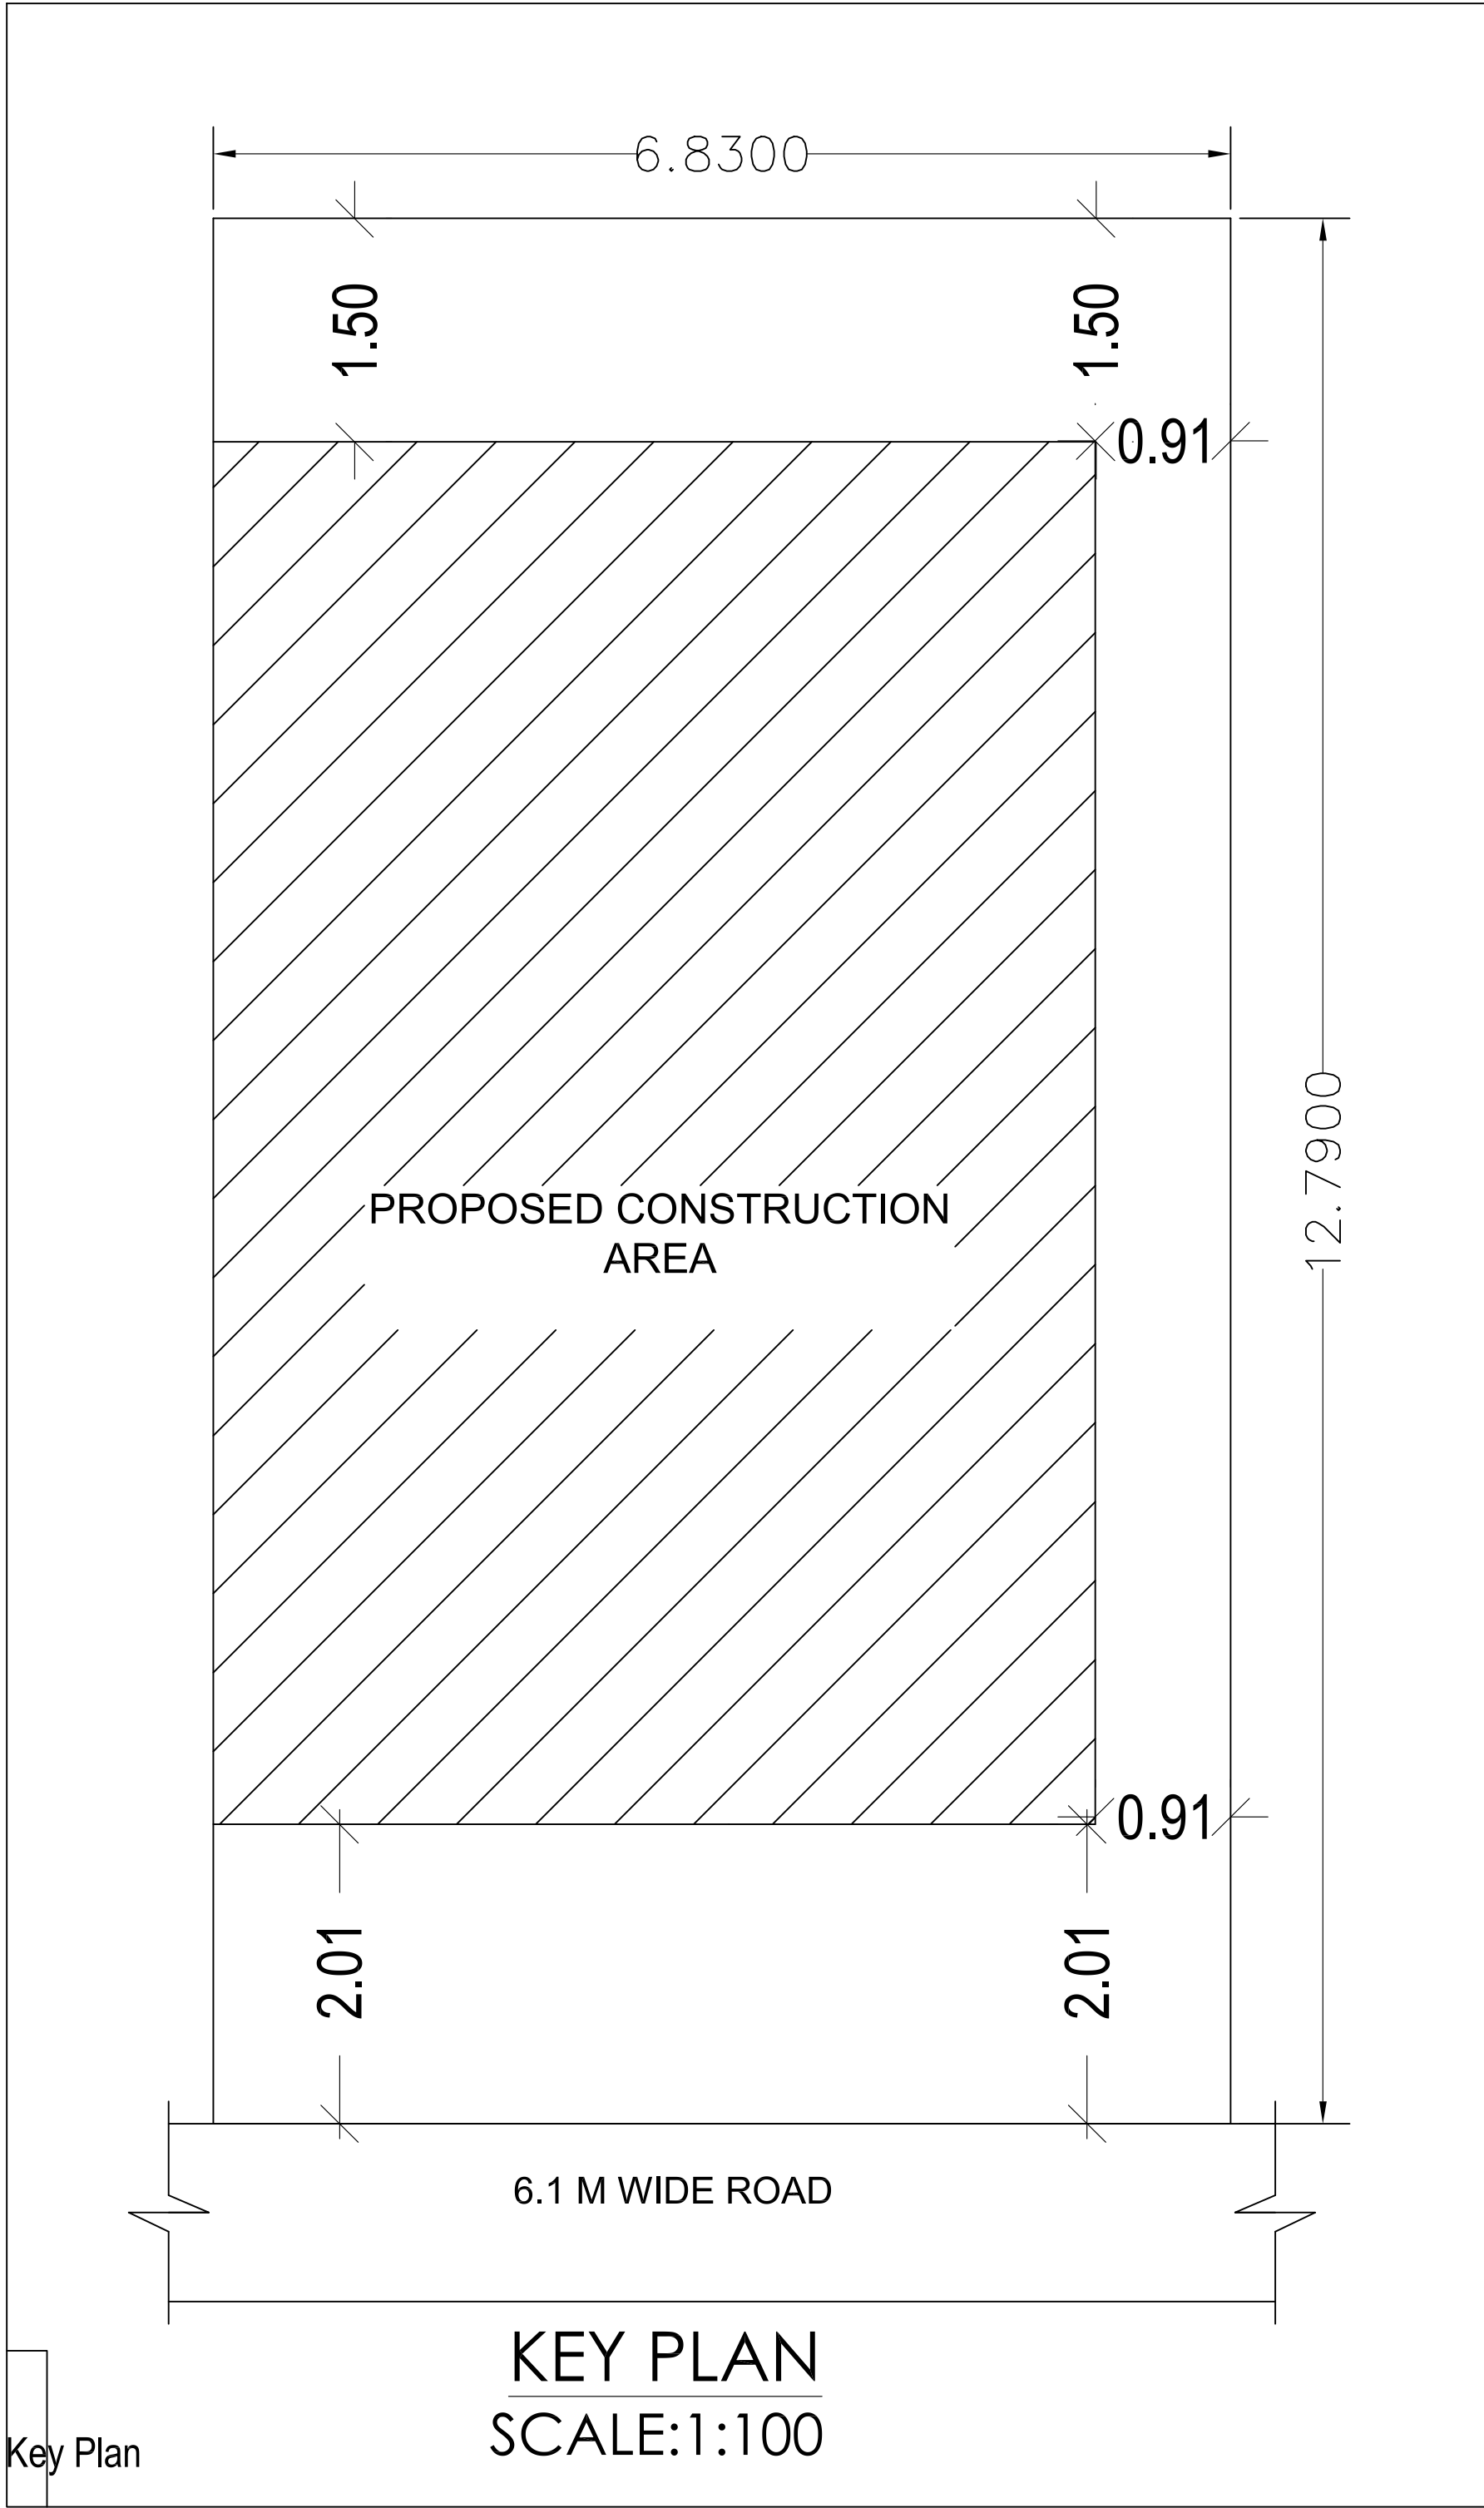 6.8300
1.50
1.50
0.91
12.7900
PROPOSED CONSTRUCTION
AREA
0.91
2.01
2.01
6.1 M WIDE ROAD
KEY PLAN
SCALE:1:100
Key Plan